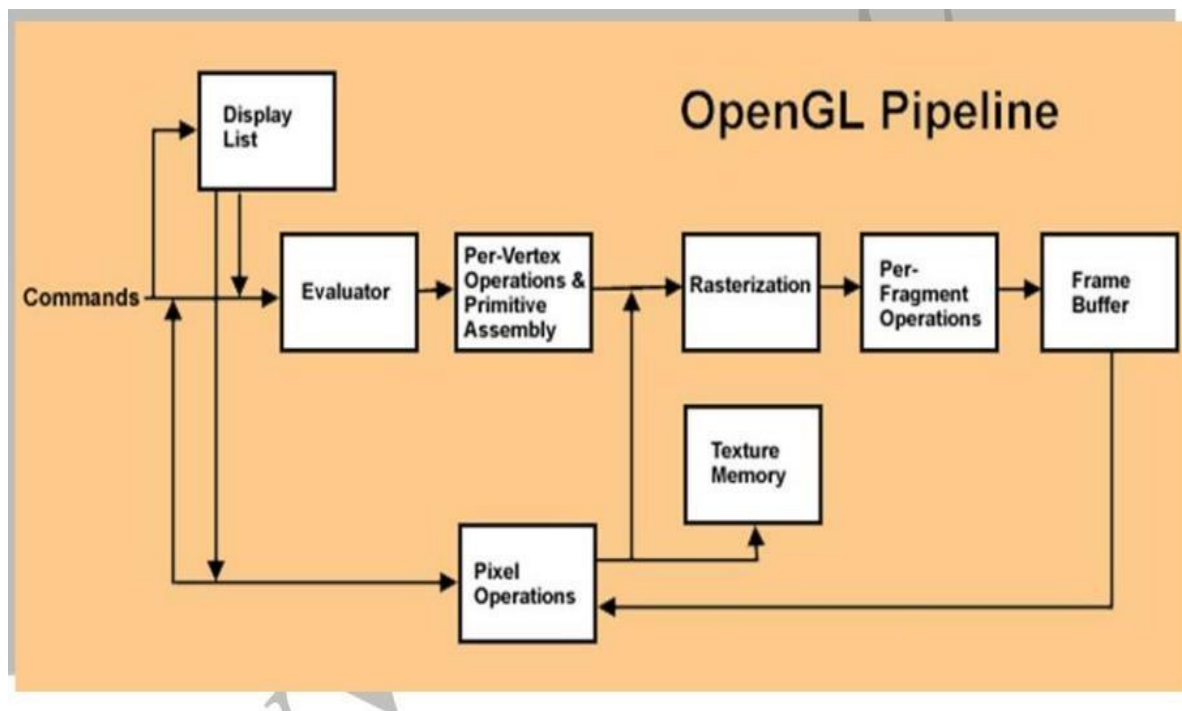 OpenGL Pipeline
Display
List
Commands
Evaluator
Per-Vertex
Operations &
Primitive
Assembly
Rasterization
Per-
Fragment
Operations
Frame
Buffer
Texture
Memory
Pixel
Operations